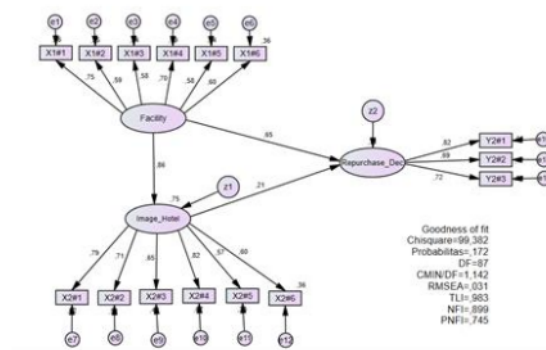 e1 e2 e3 e4 e5 e6
,36
X1#1 X1#2 X1#3 X1#4 X1#5 X1#6
,75 ,59 ,58 ,70 ,58 ,60
Facility
z2
,65
,86
Repurchase_Dec
,82 Y2#1
,69 Y2#2
,72 Y2#3
,75 z1
,21
Image_Hotel
,79 ,71 ,65 ,82 ,57 ,60
,36
X2#1 X2#2 X2#3 X2#4 X2#5 X2#6
e7 e8 e9 e10 e11 e12
Goodness of fit
Chisquare=99,382
Probabilitas=,172
DF=87
CMIN/DF=1,142
RMSEA=,031
TLI=,983
NFI=,899
PNFI=,745